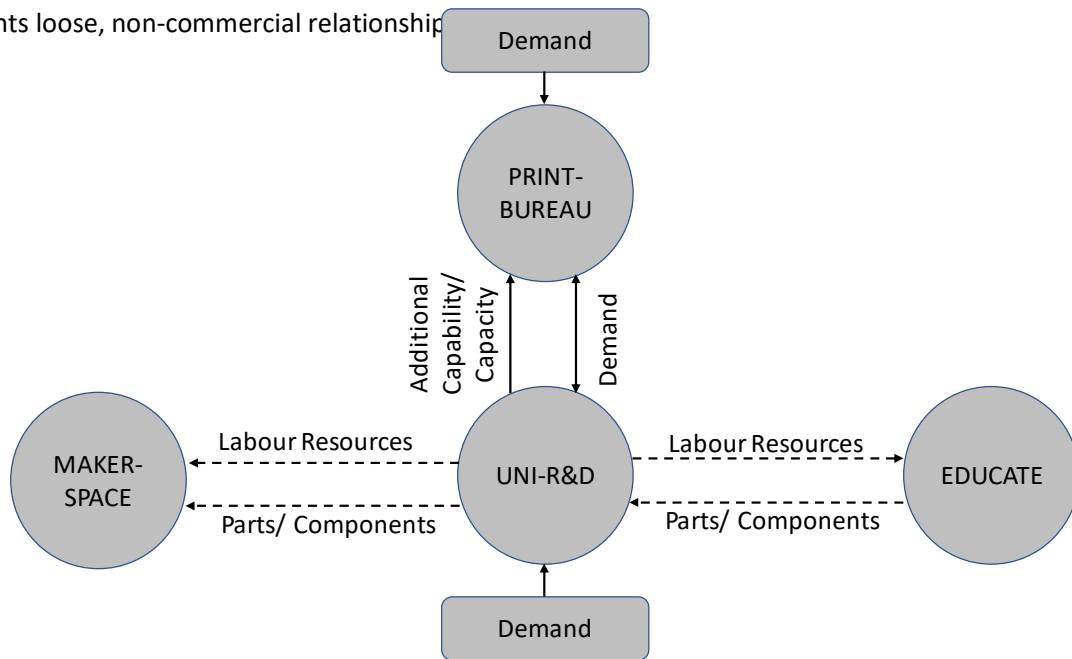 nts loose, non-commercial relationship
Demand
PRINT-
BUREAU
Additional
Capability/
Capacity
Demand
Labour Resources
Labour Resources
MAKER-
SPACE
UNI-R&D
EDUCATE
Parts/ Components
Parts/ Components
Demand